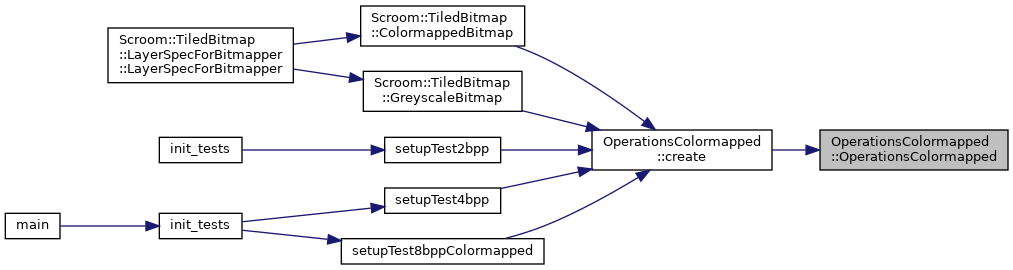 Scroom::TiledBitmap
::ColormappedBitmap
Scroom::TiledBitmap
::LayerSpecForBitmapper
::LayerSpecForBitmapper
Scroom::TiledBitmap
::GreyscaleBitmap
OperationsColormapped
::create
OperationsColormapped
::OperationsColormapped
init_tests
setupTest2bpp
setupTest4bpp
main
init_tests
setupTest8bppColormapped